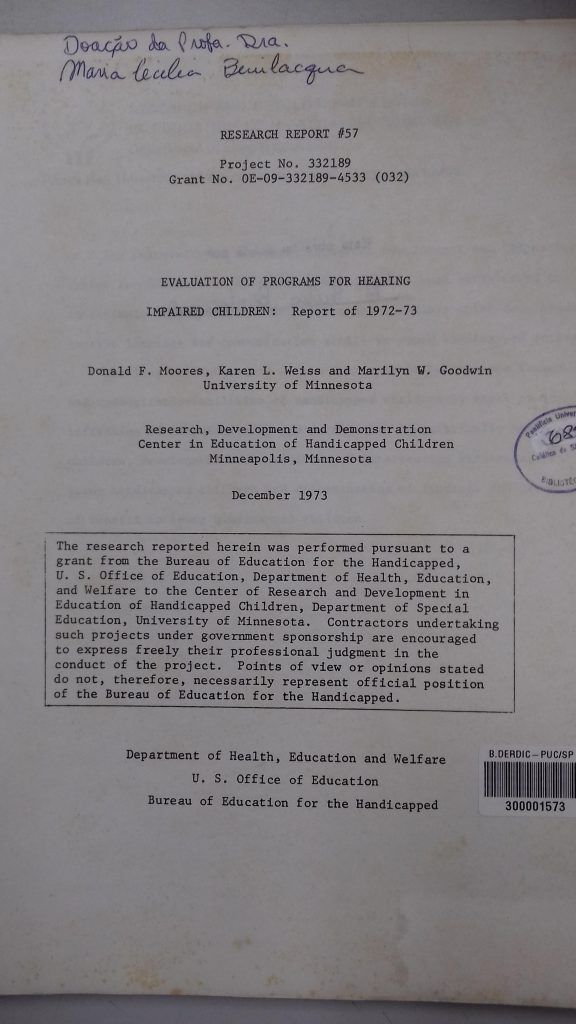 Doação da Profa. Dra.
Maria Cecilia Bevilacqua
RESEARCH REPORT #57
Project No. 332189
Grant No. OE-09-332189-4533 (032)
EVALUATION OF PROGRAMS FOR HEARING
IMPAIRED CHILDREN: Report of 1972-73
Donald F. Moores, Karen L. Weiss and Marilyn W. Goodwin
University of Minnesota
Research, Development and Demonstration
Center in Education of Handicapped Children
Minneapolis, Minnesota
December 1973
The research reported herein was performed pursuant to a
grant from the Bureau of Education for the Handicapped,
U. S. Office of Education, Department of Health, Education,
and Welfare to the Center of Research and Development in
Education of Handicapped Children, Department of Special
Education, University of Minnesota. Contractors undertaking
such projects under government sponsorship are encouraged
to express freely their professional judgment in the
conduct of the project. Points of view or opinions stated
do not, therefore, necessarily represent official position
of the Bureau of Education for the Handicapped.
Department of Health, Education and Welfare
U. S. Office of Education
Bureau of Education for the Handicapped
Pontifícia
Católica de
B.DERDIC-PUC/SP
300001573